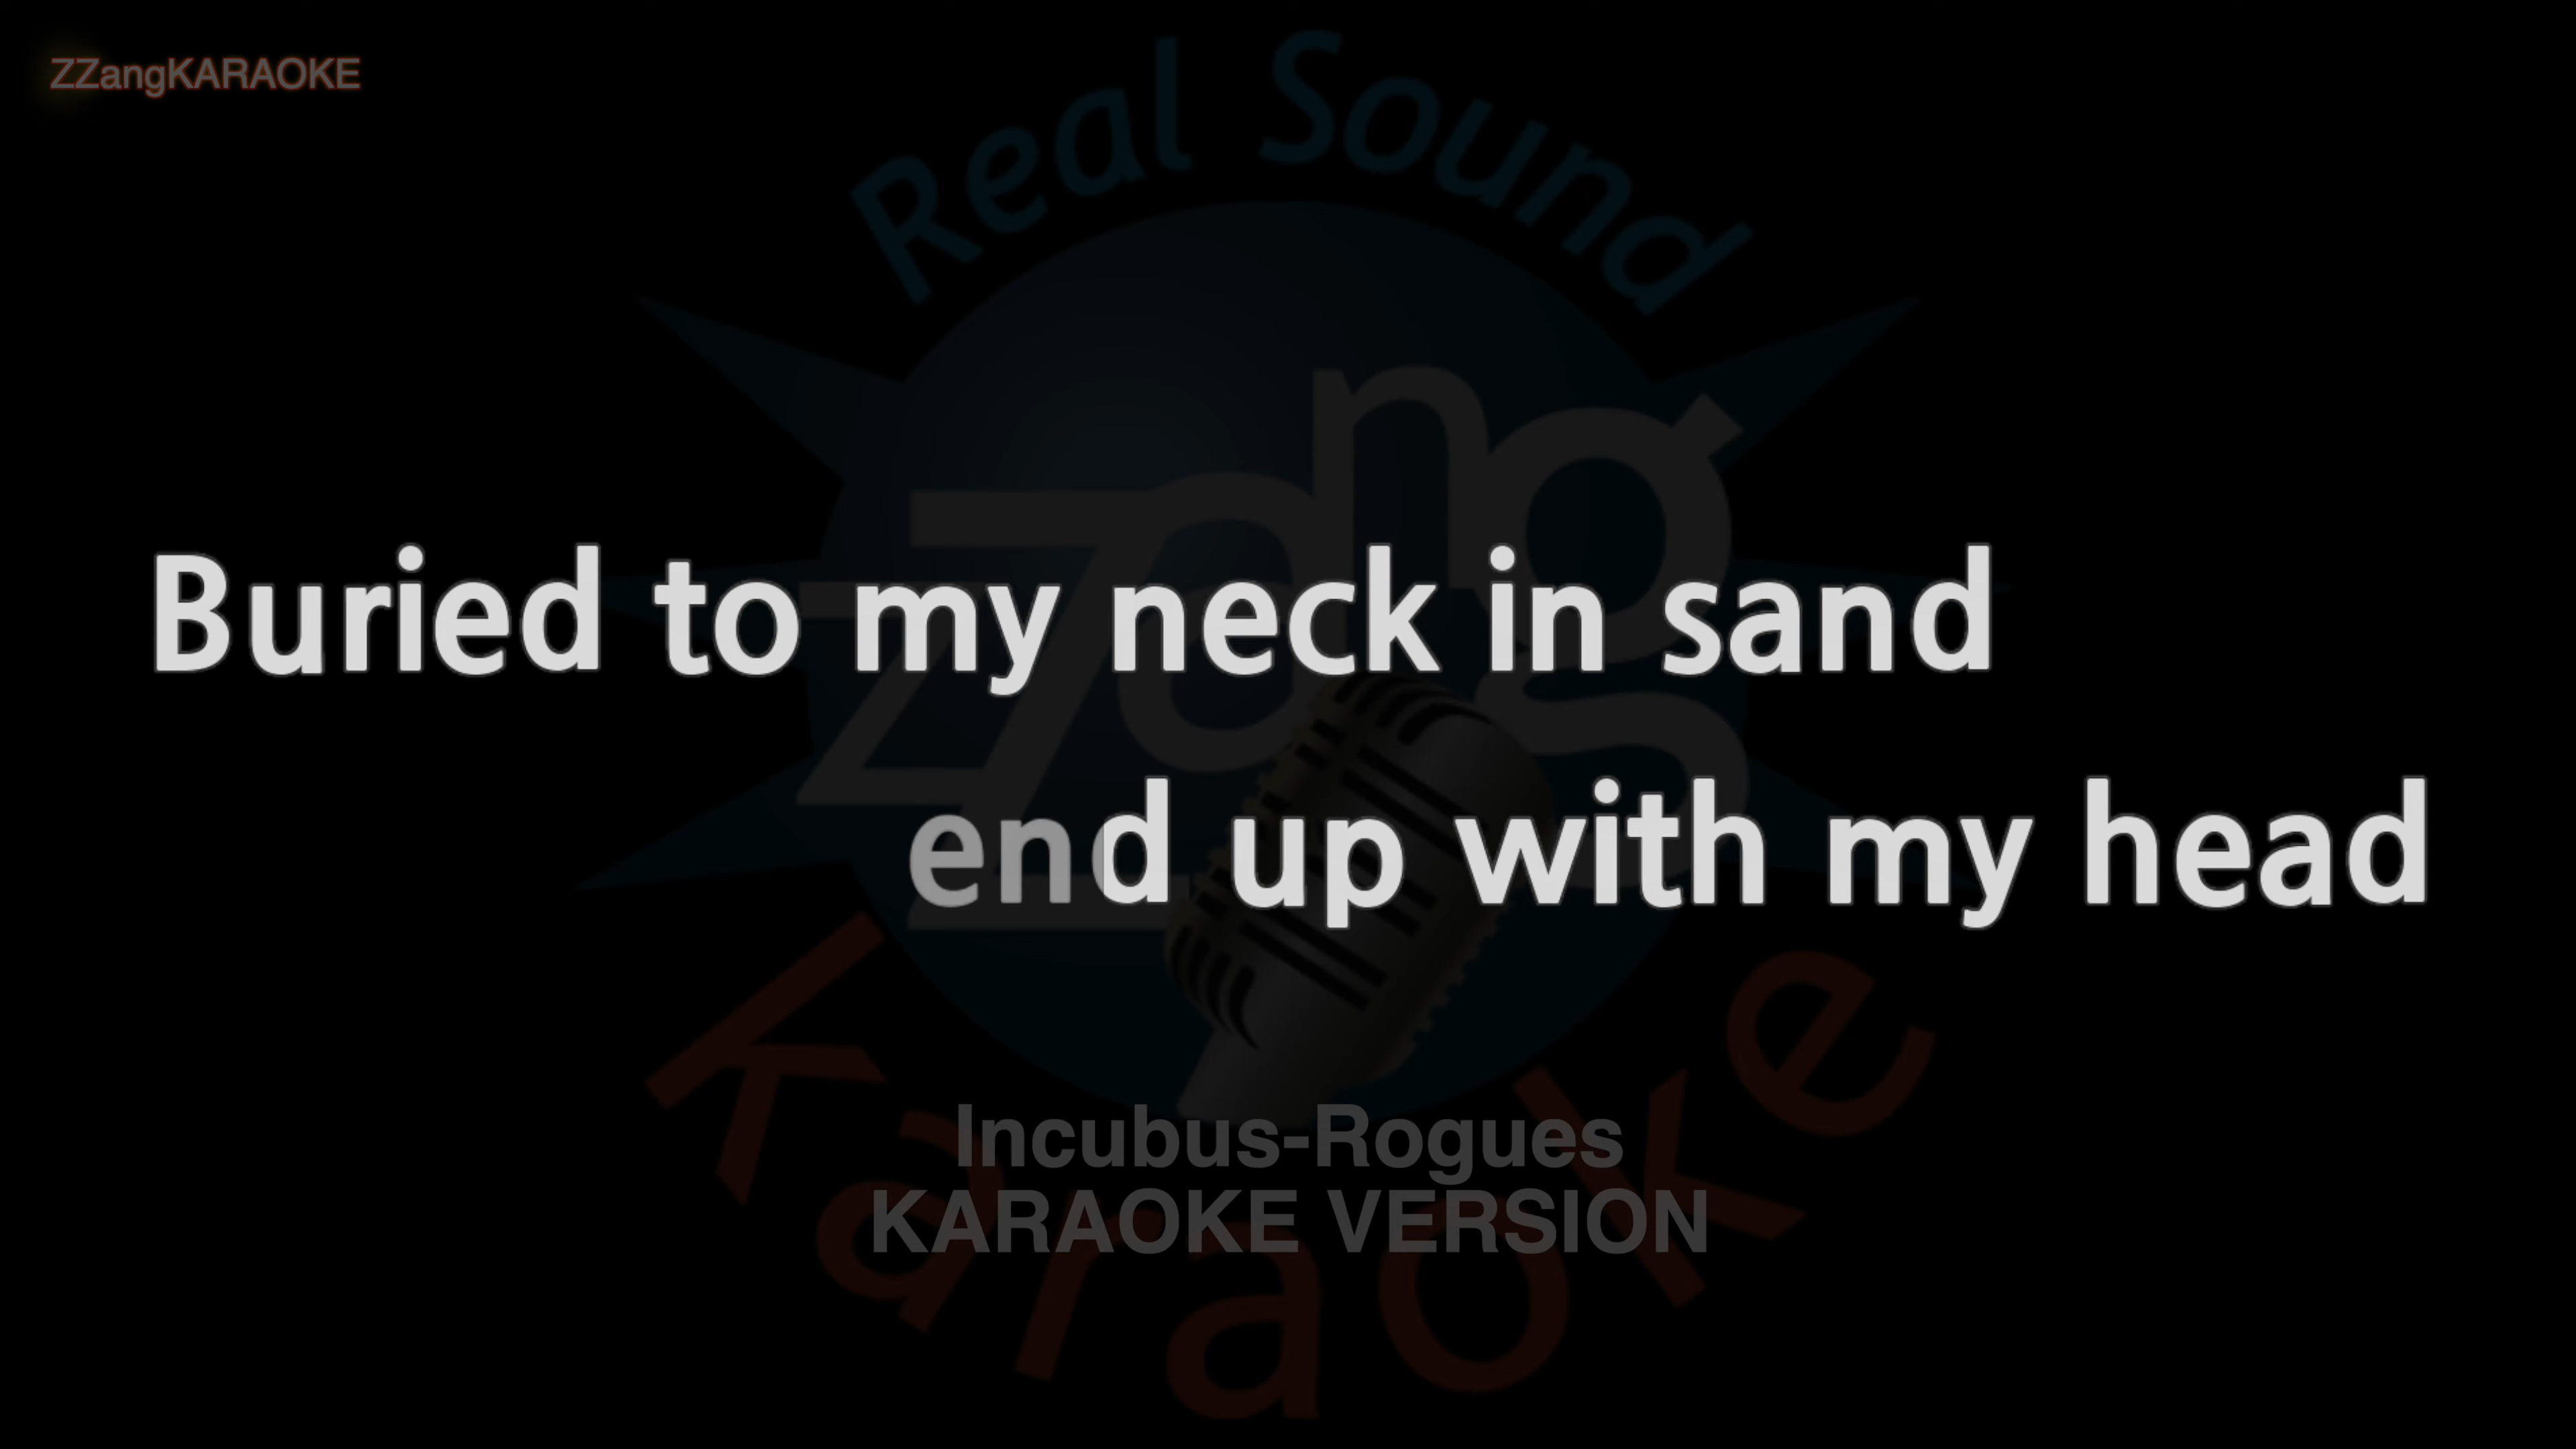 ZZangKARAOKE
Real Sound
zzang
Buried to my neck in sand
end up with my head
Karaoke
Incubus-Rogues
KARAOKE VERSION